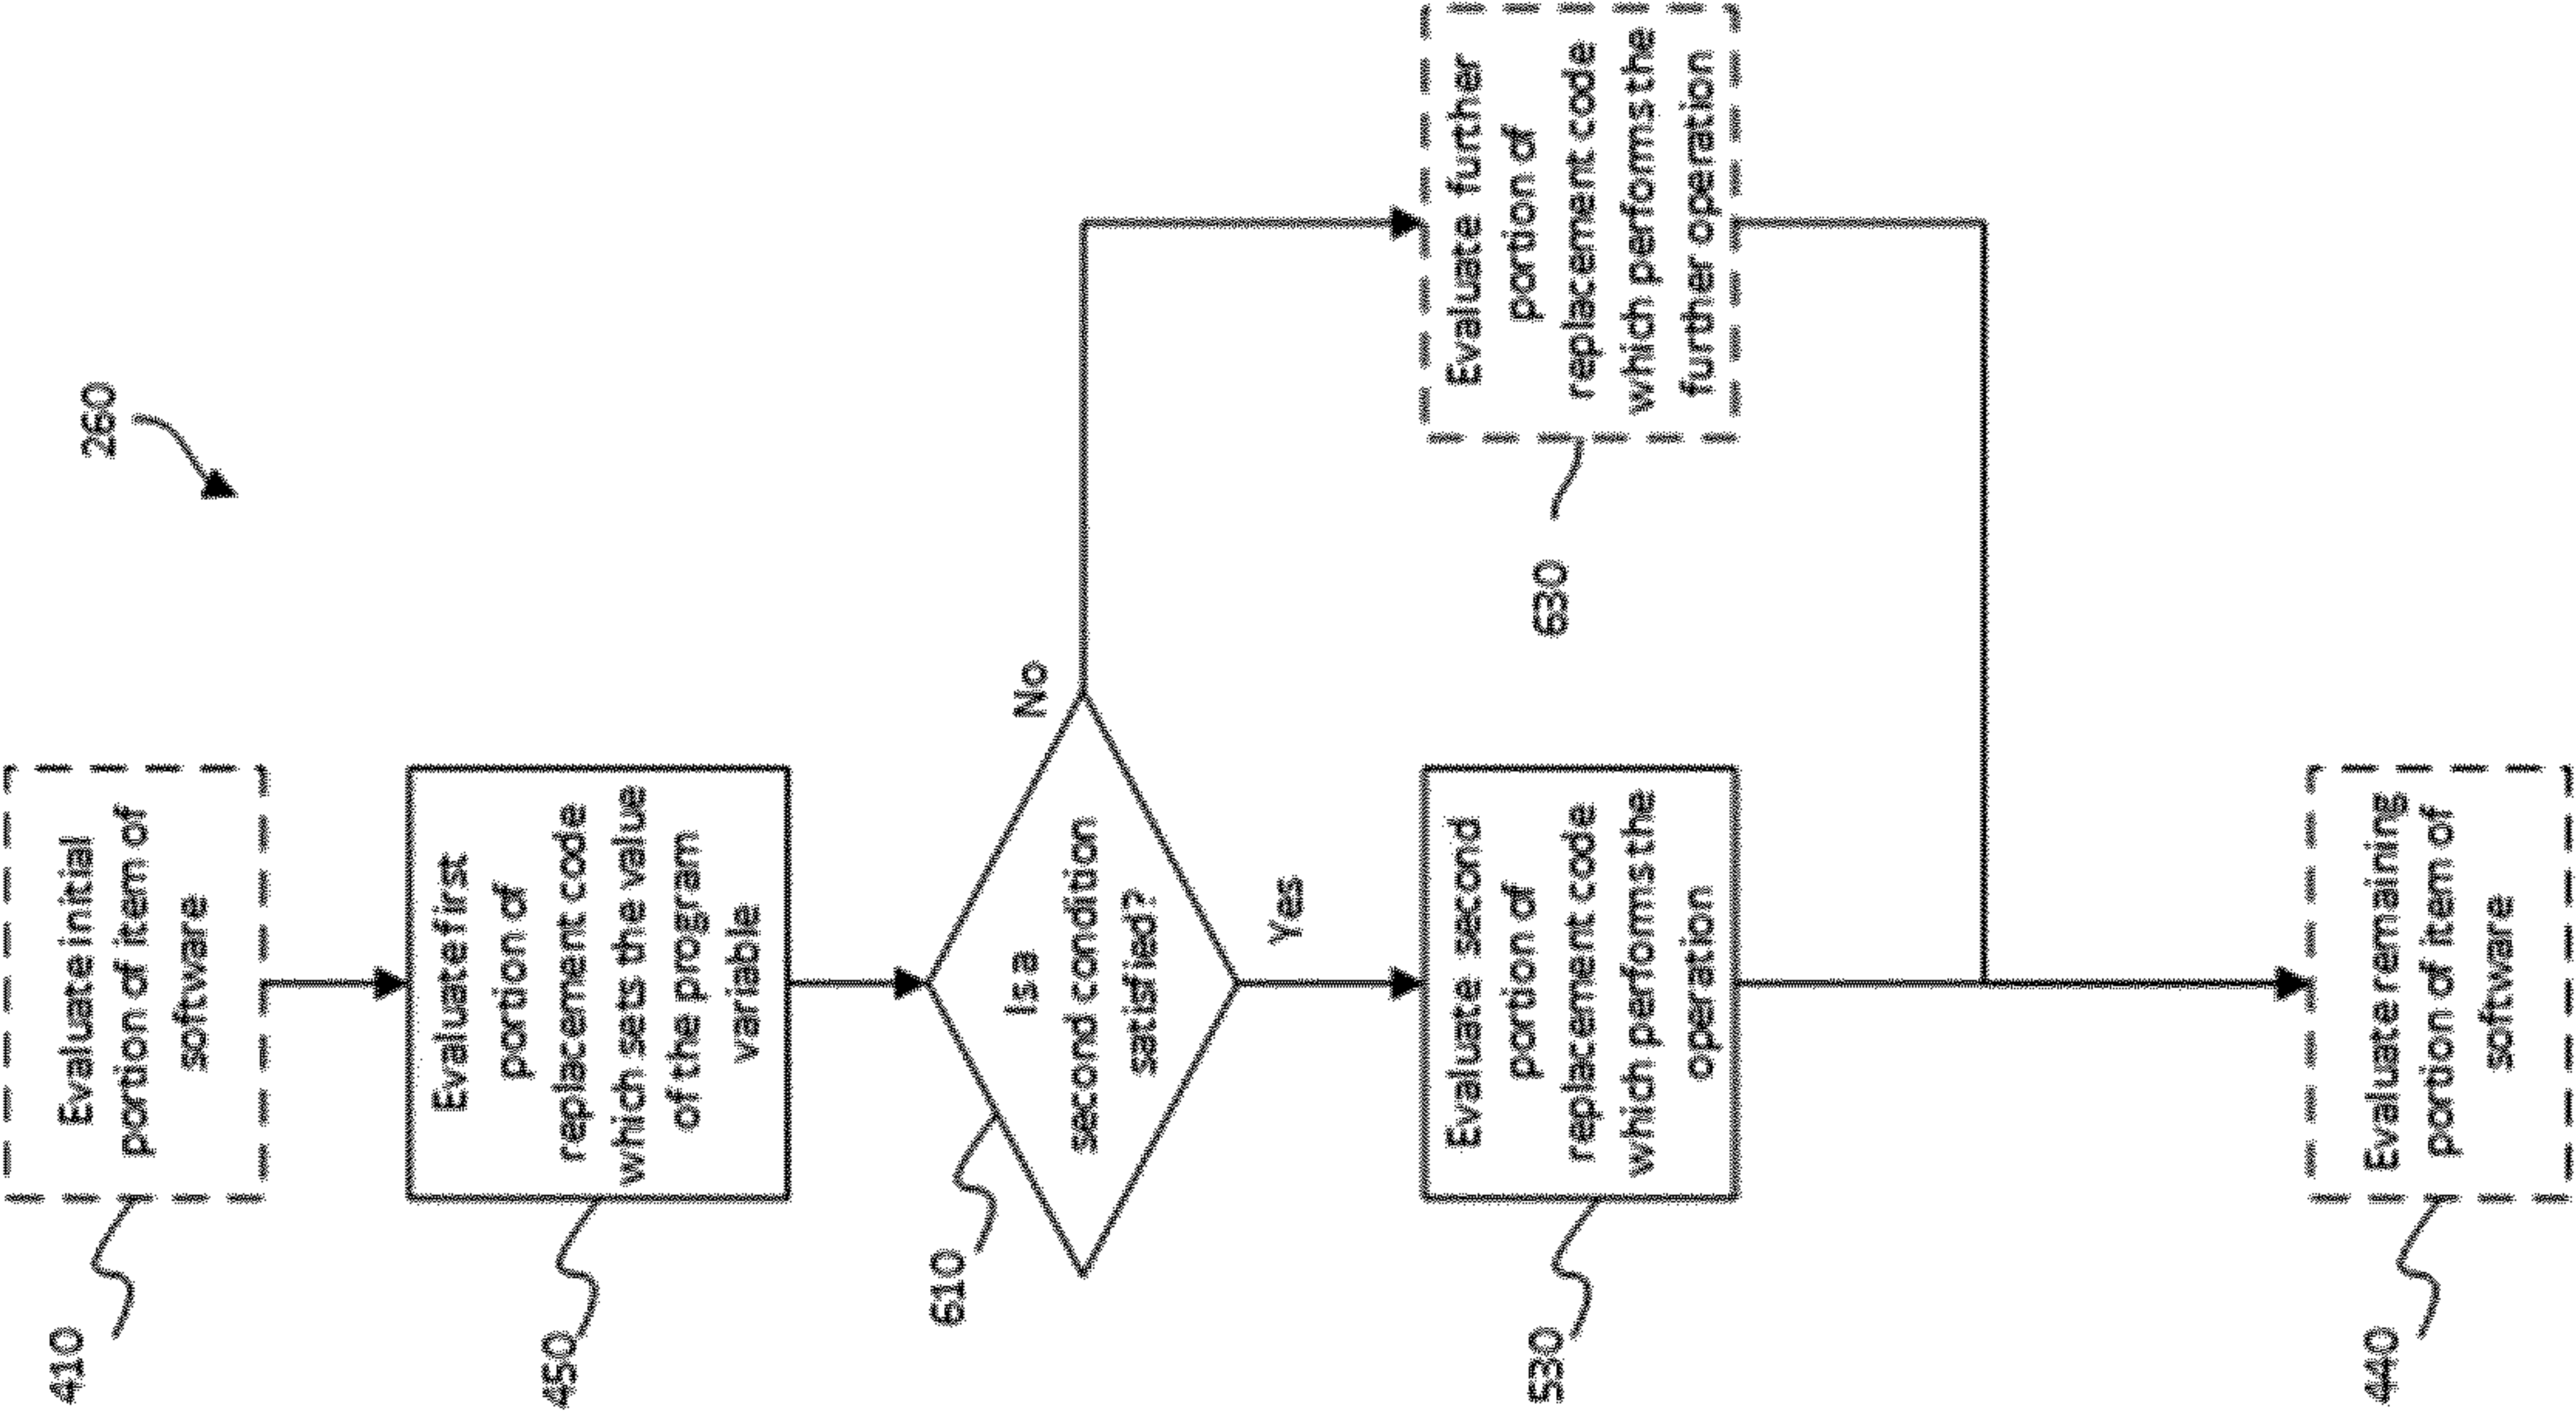 260
410
Evaluate initial
portion of item of
software
450
Evaluate first
portion of
replacement code
which sets the value
of the program
variable
610
Is a
second condition
satisfied?
No
Yes
530
Evaluate second
portion of
replacement code
which performs the
operation
630
Evaluate further
portion of
replacement code
which performs the
further operation
440
Evaluate remaining
portion of item of
software